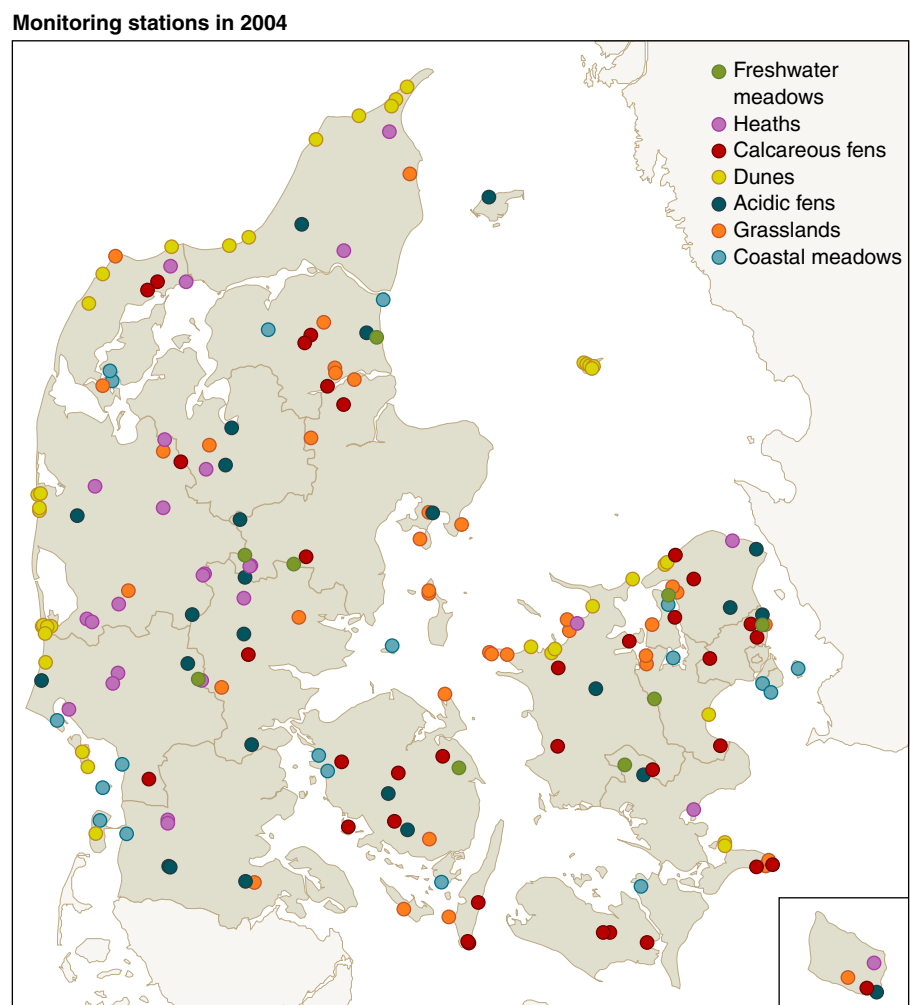 Monitoring stations in 2004
Freshwater
meadows
Heaths
Calcareous fens
Dunes
Acidic fens
Grasslands
Coastal meadows